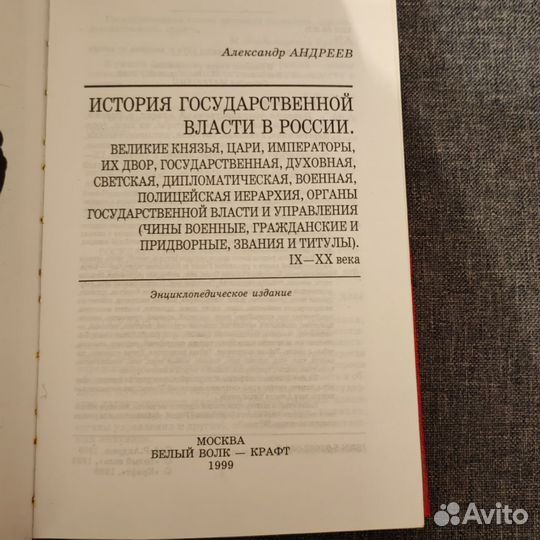 Александр АНДРЕЕВ
ИСТОРИЯ ГОСУДАРСТВЕННОЙ
ВЛАСТИ В РОССИИ.
ВЕЛИКИЕ КНЯЗЬЯ, ЦАРИ, ИМПЕРАТОРЫ,
ИХ ДВОР, ГОСУДАРСТВЕННАЯ, ДУХОВНАЯ,
СВЕТСКАЯ, ДИПЛОМАТИЧЕСКАЯ, ВОЕННАЯ,
ПОЛИЦЕЙСКАЯ ИЕРАРХИЯ, ОРГАНЫ
ГОСУДАРСТВЕННОЙ ВЛАСТИ И УПРАВЛЕНИЯ
(ЧИНЫ ВОЕННЫЕ, ГРАЖДАНСКИЕ И
ПРИДВОРНЫЕ, ЗВАНИЯ И ТИТУЛЫ).
IX—XX века
Энциклопедическое издание
МОСКВА
БЕЛЫЙ ВОЛК — КРАФТ
1999
Avito